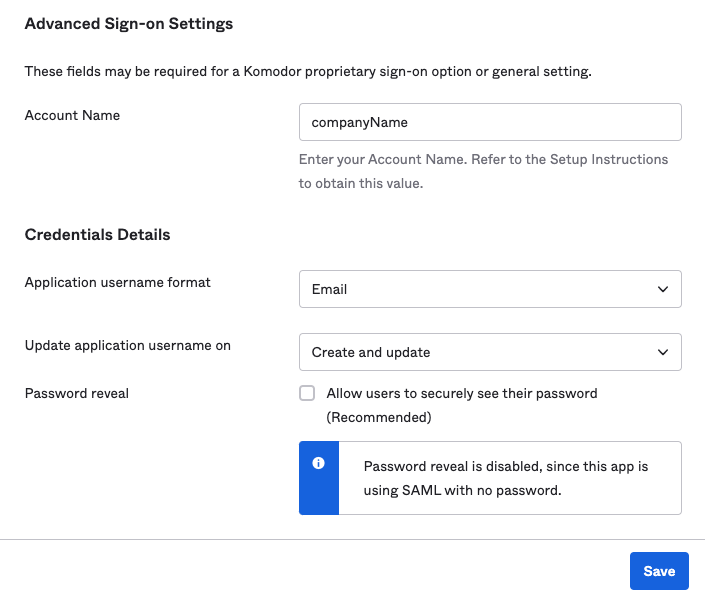 Advanced Sign-on Settings
These fields may be required for a Komodor proprietary sign-on option or general setting.
Account Name
companyName
Enter your Account Name. Refer to the Setup Instructions
to obtain this value.
Credentials Details
Application username format
Email
Update application username on
Create and update
Password reveal
Allow users to securely see their password
(Recommended)
Password reveal is disabled, since this app is
using SAML with no password.
Save